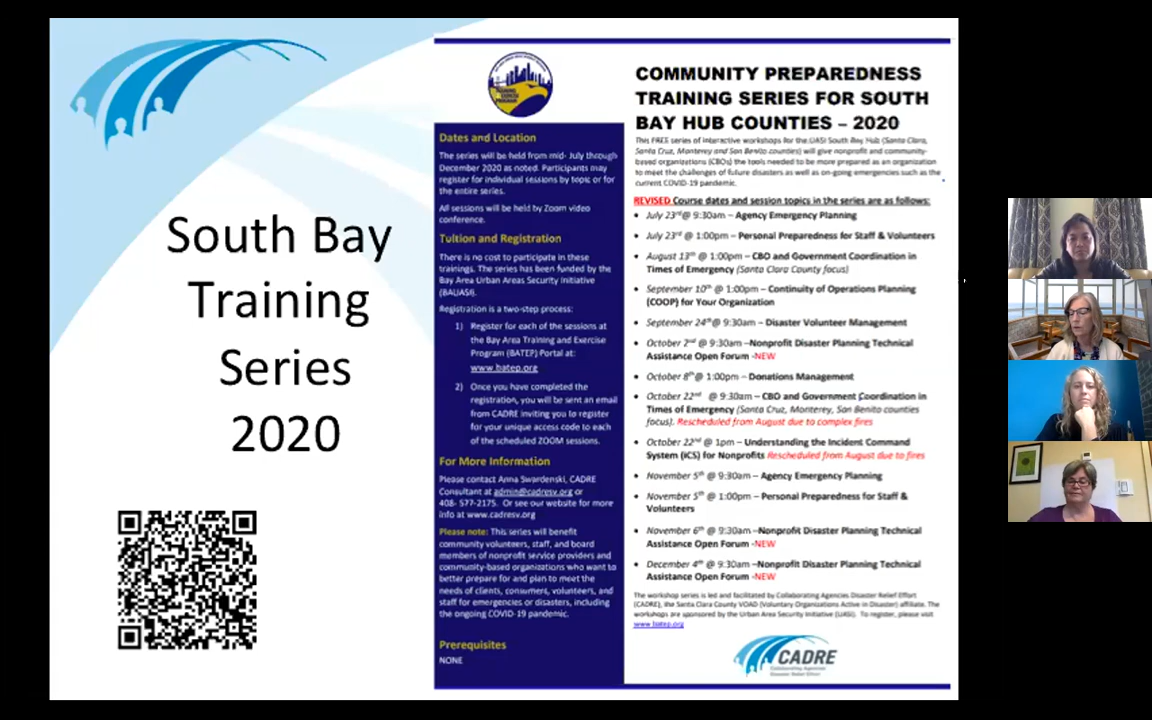 South Bay
Training
Series
2020
Dates and Location
The series will be held from mid- July through
December 2020 as noted. Participants may
register for individual sessions by topic or for
the entire series.
All sessions will be held by Zoom video
conference.
Tuition and Registration
There is no cost to participate in these
trainings. The series has been funded by the
Bay Area Urban Areas Security Initiative
(BAUASI).
Registration is a two-step process:
1) Register for each of the sessions at
the Bay Area Training and Exercise
Program (BATEP) Portal at:
www.batep.org
2) Once you have completed the
registration, you will be sent an email
from CADRE inviting you to register
for your unique access code to each
of the scheduled ZOOM sessions.
For More Information
Please contact Anna Swardenski, CADRE
Consultant at admin@cadresv.org or
408- 577-2175. Or see our website for more
info at www.cadresv.org
Please note: This series will benefit
community volunteers, staff, and board
members of nonprofit service providers and
community-based organizations who want to
better prepare for and plan to meet the
needs of clients, consumers, volunteers, and
staff for emergencies or disasters, including
the ongoing COVID-19 pandemic.
Prerequisites
NONE
COMMUNITY PREPAREDNESS
TRAINING SERIES FOR SOUTH
BAY HUB COUNTIES – 2020
This FREE series of interactive workshops for the UASI South Bay Hub (Santa Clara,
Santa Cruz, Monterey and San Benito counties) will give nonprofit and community-
based organizations (CBOs) the tools needed to be more prepared as an organization
to meet the challenges of future disasters as well as on-going emergencies such as the
current COVID-19 pandemic.
REVISED Course dates and session topics in the series are as follows:
• July 23rd @ 9:30am – Agency Emergency Planning
• July 23rd @ 1:00pm – Personal Preparedness for Staff & Volunteers
• August 13th @ 1:00pm – CBO and Government Coordination in
Times of Emergency (Santa Clara County focus)
• September 10th @ 1:00pm – Continuity of Operations Planning
(COOP) for Your Organization
• September 24th @ 9:30am – Disaster Volunteer Management
• October 2nd @ 9:30am –Nonprofit Disaster Planning Technical
Assistance Open Forum -NEW
• October 8th @ 1:00pm – Donations Management
• October 22nd @ 9:30am – CBO and Government Coordination in
Times of Emergency (Santa Cruz, Monterey, San Benito counties
focus). Rescheduled from August due to complex fires
• October 22nd @ 1pm – Understanding the Incident Command
System (ICS) for Nonprofits Rescheduled from August due to fires
• November 5th @ 9:30am – Agency Emergency Planning
• November 5th @ 1:00pm – Personal Preparedness for Staff &
Volunteers
• November 6th @ 9:30am –Nonprofit Disaster Planning Technical
Assistance Open Forum -NEW
• December 4th @ 9:30am –Nonprofit Disaster Planning Technical
Assistance Open Forum -NEW
The workshop series is led and facilitated by Collaborating Agencies Disaster Relief Effort
(CADRE), the Santa Clara County VOAD (Voluntary Organizations Active in Disaster) affiliate. The
workshops are sponsored by the Urban Area Security Initiative (UASI). To register, please visit
www.batep.org
CADRE
Collaborating Agencies
Disaster Relief Effort